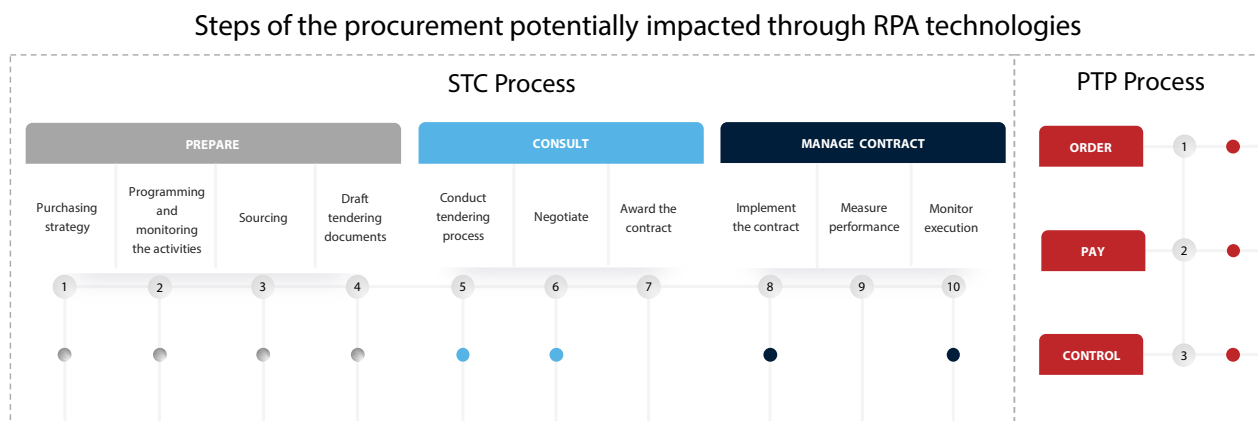 Steps of the procurement potentially impacted through RPA technologies
STC Process
PREPARE
Purchasing
strategy
Programming
and
monitoring
the activities
Sourcing
Draft
tendering
documents
CONSULT
Conduct
tendering
process
Negotiate
Award the
contract
MANAGE CONTRACT
Implement
the contract
Measure
performance
Monitor
execution
1
2
3
4
5
6
7
8
9
10
PTP Process
ORDER
1
PAY
2
CONTROL
3